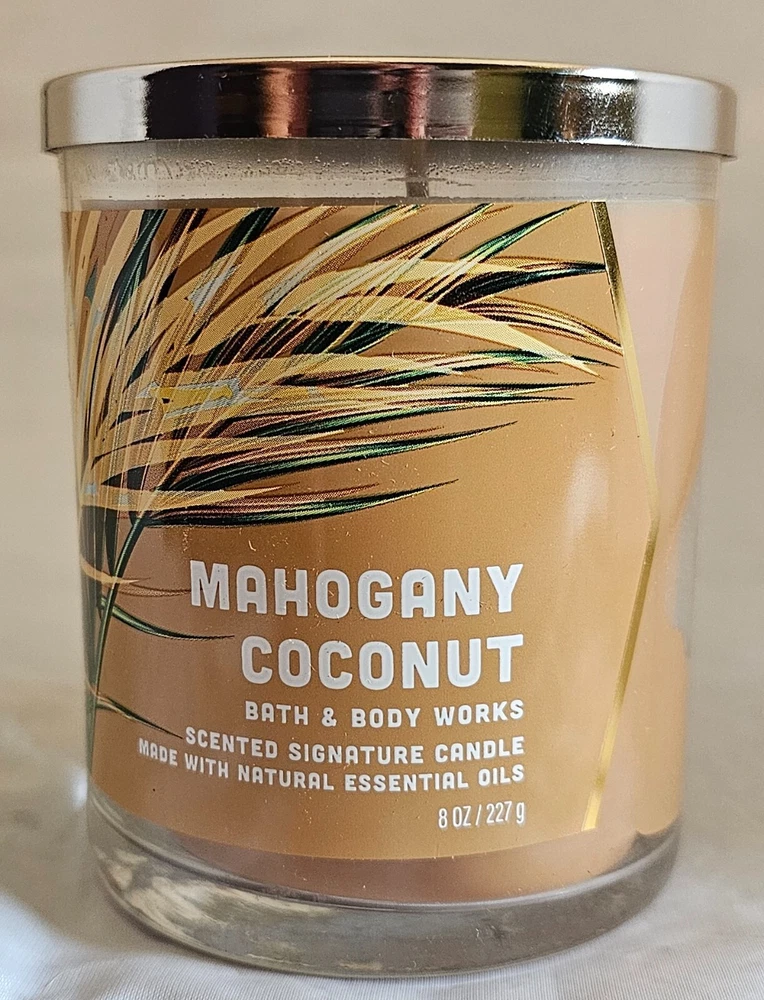 MAHOGANY
COCONUT
BATH & BODY WORKS
SCENTED SIGNATURE CANDLE
MADE WITH NATURAL ESSENTIAL OILS
8 OZ / 227 g